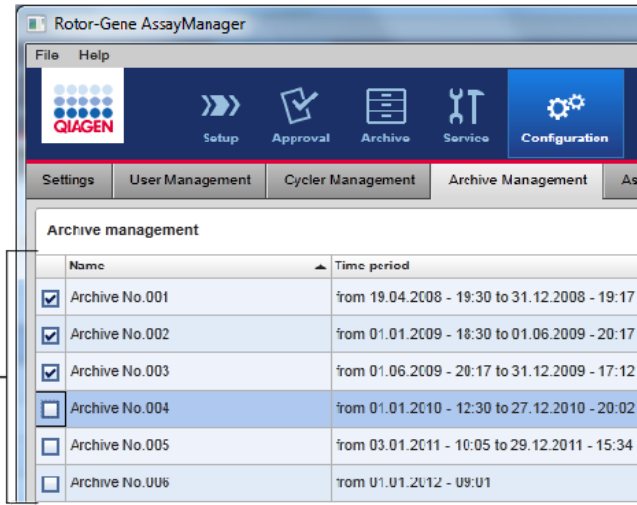 Rotor-Gene AssayManager
File Help
QIAGEN
Setup Approval Archive Service Configuration
Settings User Management Cycler Management Archive Management As
Archive management
Name Time period
Archive No.001 from 19.04.2008 - 19:30 to 31.12.2008 - 19:17
Archive No.002 from 01.01.2009 - 18:30 to 01.06.2009 - 20:17
Archive No.003 from 01.06.2009 - 20:17 to 31.12.2009 - 17:12
Archive No.004 from 01.01.2010 - 12:30 to 27.12.2010 - 20:02
Archive No.005 from 03.01.2011 - 10:05 to 29.12.2011 - 15:34
Archive No.006 from 01.01.2012 - 09:01